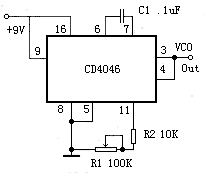 C1 .1uF
16
6
7
+9V
9
3
VCO
CD4046
4
Out
8
5
11
R2 10K
R1 100K